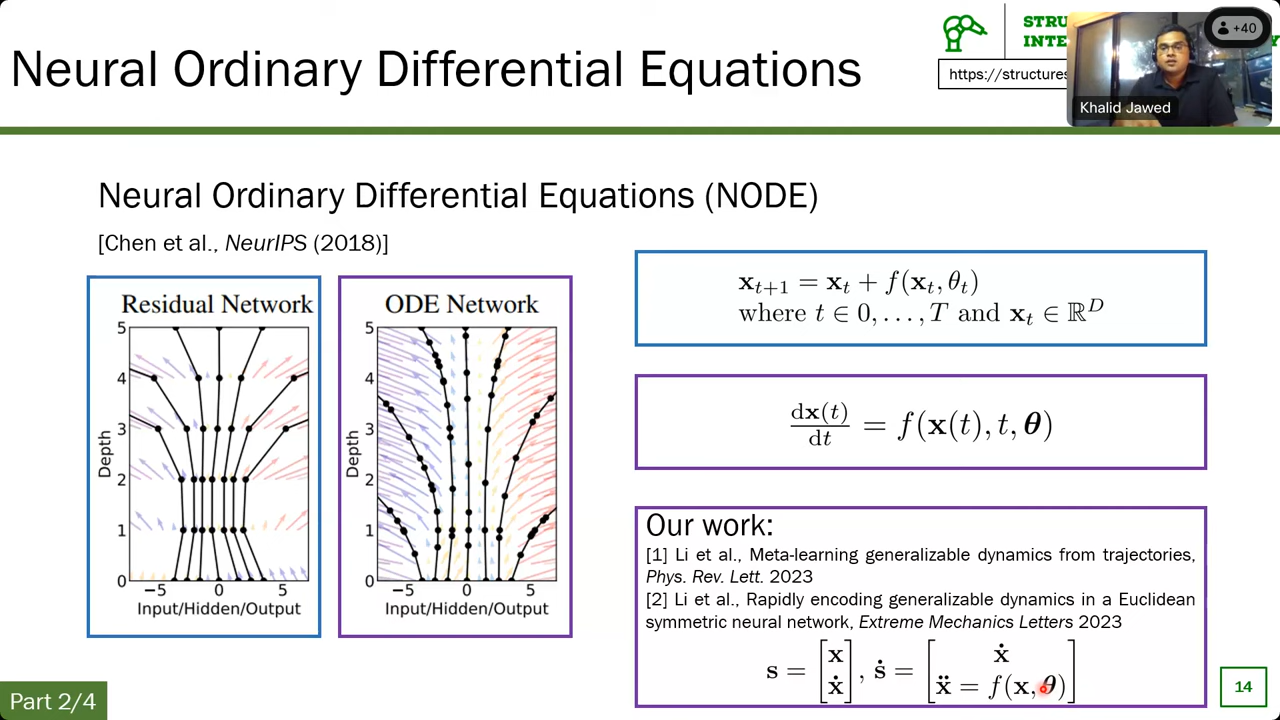 Neural Ordinary Differential Equations
STRU
INTE
Y
https://structures
+40
Khalid Jawed
Neural Ordinary Differential Equations (NODE)
[Chen et al., NeurIPS (2018)]
Residual Network
5
4
3
2
1
0
Depth
−5 0 5
Input/Hidden/Output
ODE Network
5
4
3
2
1
0
Depth
−5 0 5
Input/Hidden/Output
x_{t+1} = x_t + f(x_t, θ_t)
where t ∈ 0, . . . , T and x_t ∈ ℝ^D
dx(t)/dt = f(x(t), t, θ)
Our work:
[1] Li et al., Meta-learning generalizable dynamics from trajectories,
Phys. Rev. Lett. 2023
[2] Li et al., Rapidly encoding generalizable dynamics in a Euclidean
symmetric neural network, Extreme Mechanics Letters 2023
s = [x ẋ], ṡ = [ẋ ẍ = f(x, θ)]
Part 2/4
14